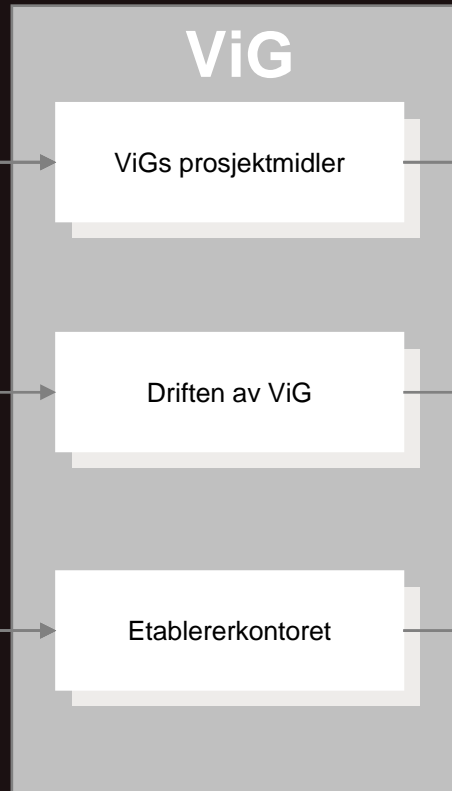 ViG
ViGs prosjektmidler
Driften av ViG
Etablererkontoret